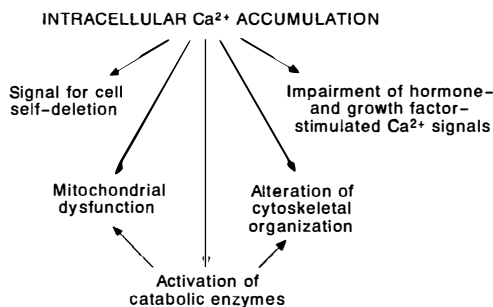 INTRACELLULAR Ca²⁺ ACCUMULATION
Signal for cell
self-deletion
Impairment of hormone-
and growth factor-
stimulated Ca²⁺ signals
Mitochondrial
dysfunction
Alteration of
cytoskeletal
organization
Activation of
catabolic enzymes